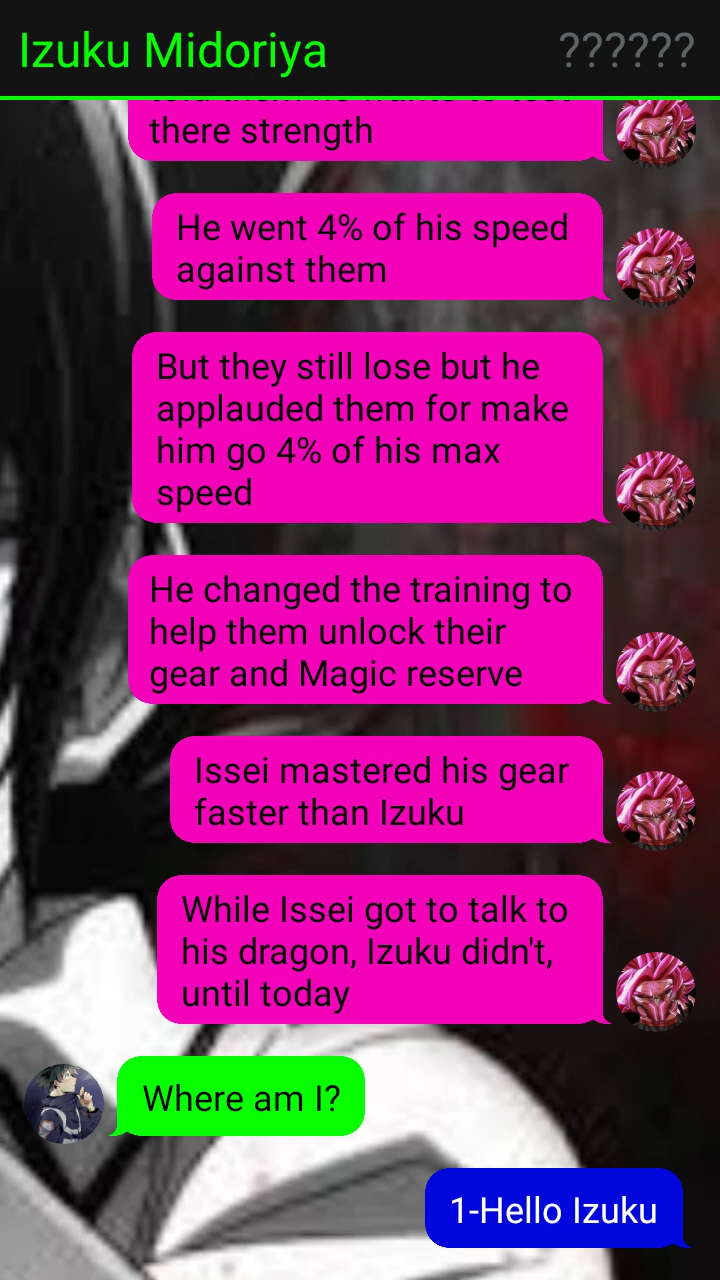 Izuku Midoriya
??????
there strength
He went 4% of his speed
against them
But they still lose but he
applauded them for make
him go 4% of his max
speed
He changed the training to
help them unlock their
gear and Magic reserve
Issei mastered his gear
faster than Izuku
While Issei got to talk to
his dragon, Izuku didn't,
until today
Where am I?
1-Hello Izuku